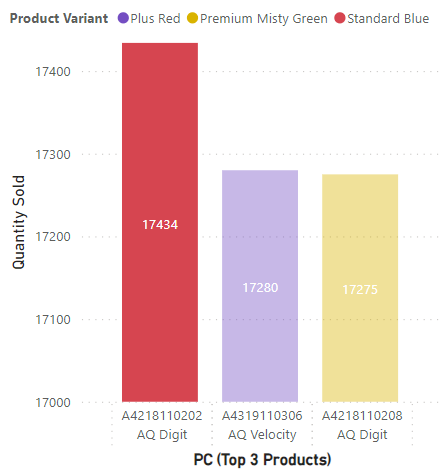 Product Variant Plus Red Premium Misty Green Standard Blue
17400
17300
17200
17100
17000
Quantity Sold
17434
17280
17275
A4218110202 A4319110306 A4218110208
AQ Digit AQ Velocity AQ Digit
PC (Top 3 Products)